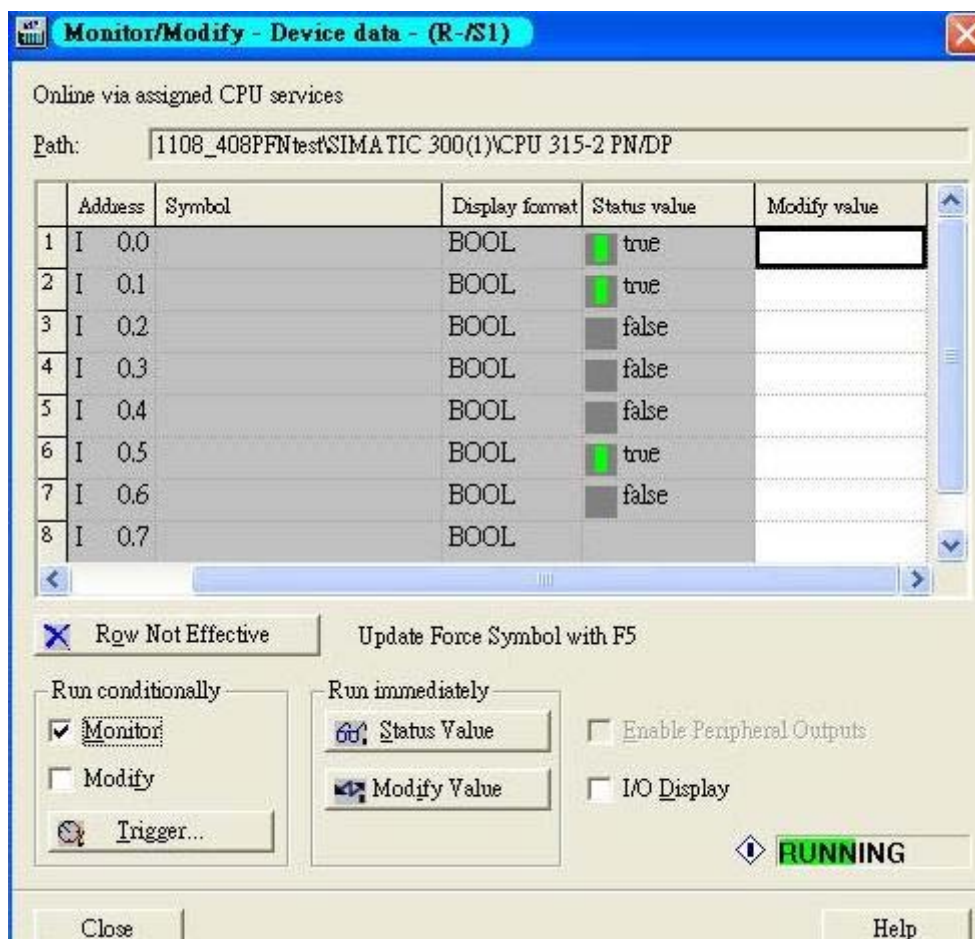 Monitor/Modify - Device data - (R-/S1)
Online via assigned CPU services
Path: 1108_408PFNtest\SIMATIC 300(1)\CPU 315-2 PN/DP
Address Symbol Display format Status value Modify value
1 I 0.0 BOOL true
2 I 0.1 BOOL true
3 I 0.2 BOOL false
4 I 0.3 BOOL false
5 I 0.4 BOOL false
6 I 0.5 BOOL true
7 I 0.6 BOOL false
8 I 0.7 BOOL
Row Not Effective Update Force Symbol with F5
Run conditionally Run immediately
Monitor Status Value Enable Peripheral Outputs
Modify Modify Value I/O Display
Trigger...
RUNNING
Close Help